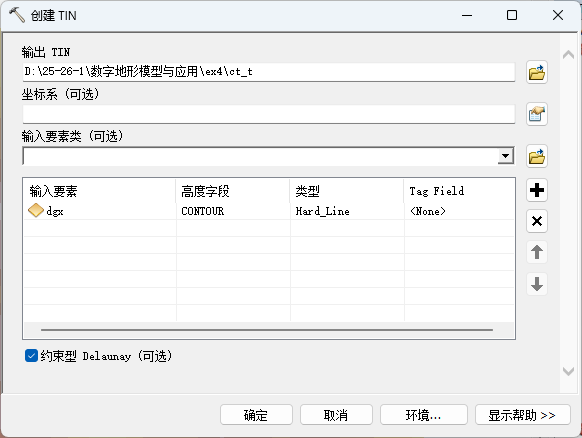 创建 TIN
输出 TIN
D:\25-26-1\数字地形模型与应用\ex4\ct_t
坐标系 (可选)
输入要素类 (可选)
输入要素 高度字段 类型 Tag Field
dgx CONTOUR Hard_Line <None>
约束型 Delaunay (可选)
确定 取消 环境... 显示帮助 >>